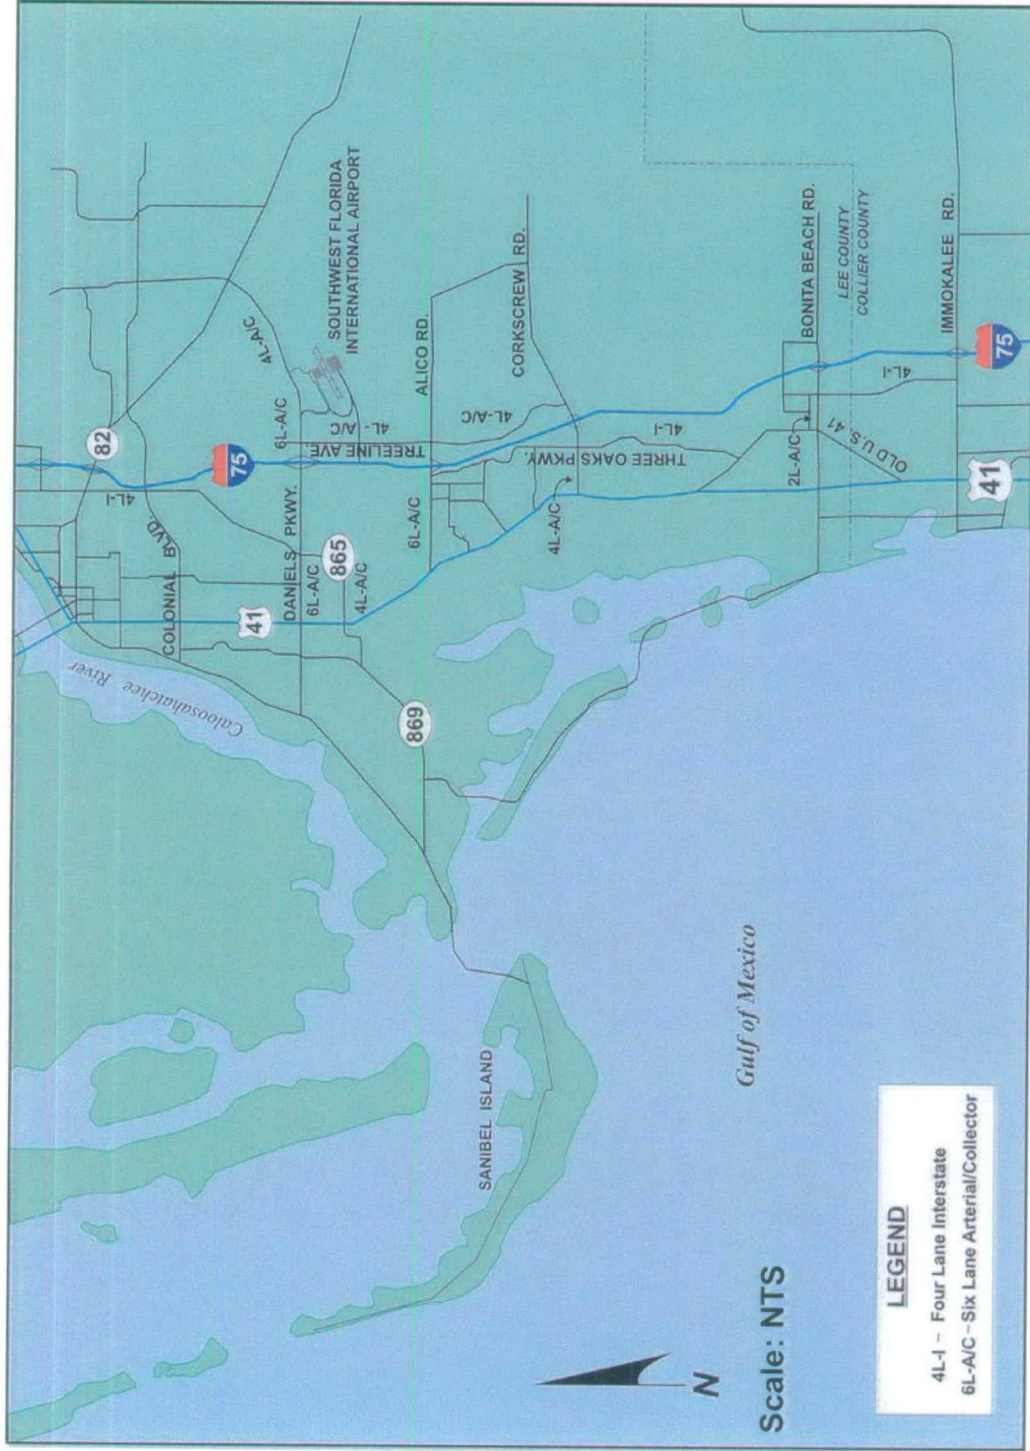 82
4L-I
75
COLONIAL BLVD
Caloosahatchee River
41
DANIELS PKWY.
6L-A/C
6L-A/C
4L-A/C
SOUTHWEST FLORIDA
INTERNATIONAL AIRPORT
865
4L-A/C
TREELINE AVE
4L - A/C
869
6L-A/C
ALICO RD.
4L-A/C
CORKSCREW RD.
4L-A/C
THREE OAKS PKWY.
4L-I
SANIBEL ISLAND
Gulf of Mexico
2L-A/C
BONITA BEACH RD.
LEE COUNTY
COLLIER COUNTY
OLD U.S. 41
4L-I
IMMOKALEE RD.
41
75
N
Scale: NTS
LEGEND
4L-I – Four Lane Interstate
6L-A/C – Six Lane Arterial/Collector